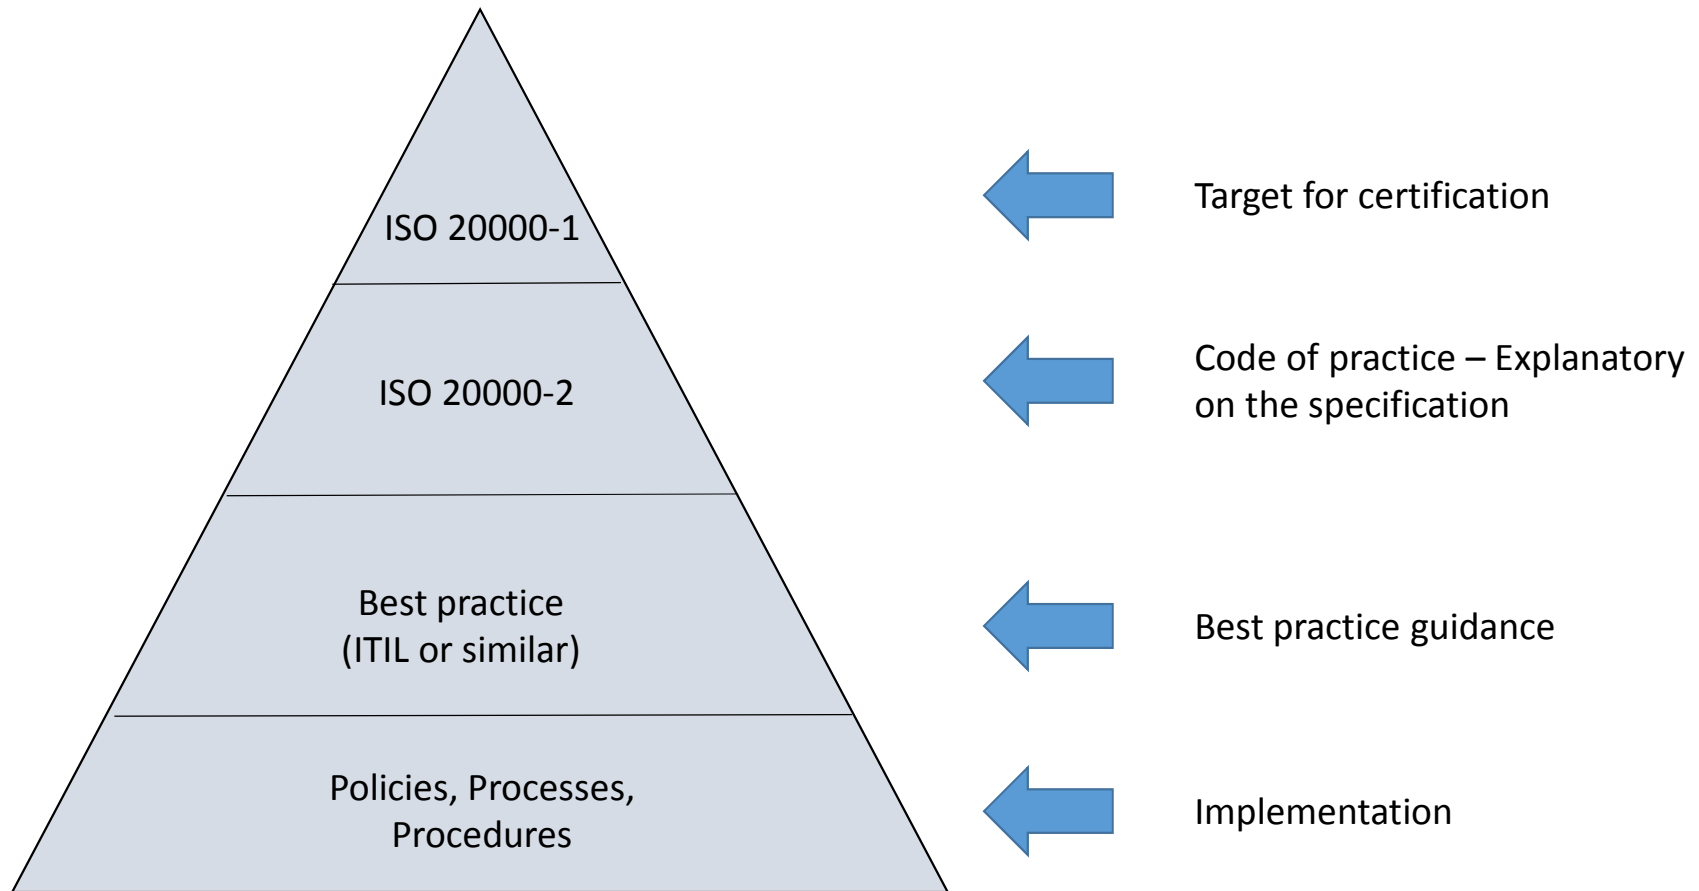 ISO 20000-1
Target for certification
ISO 20000-2
Code of practice – Explanatory
on the specification
Best practice
(ITIL or similar)
Best practice guidance
Policies, Processes,
Procedures
Implementation